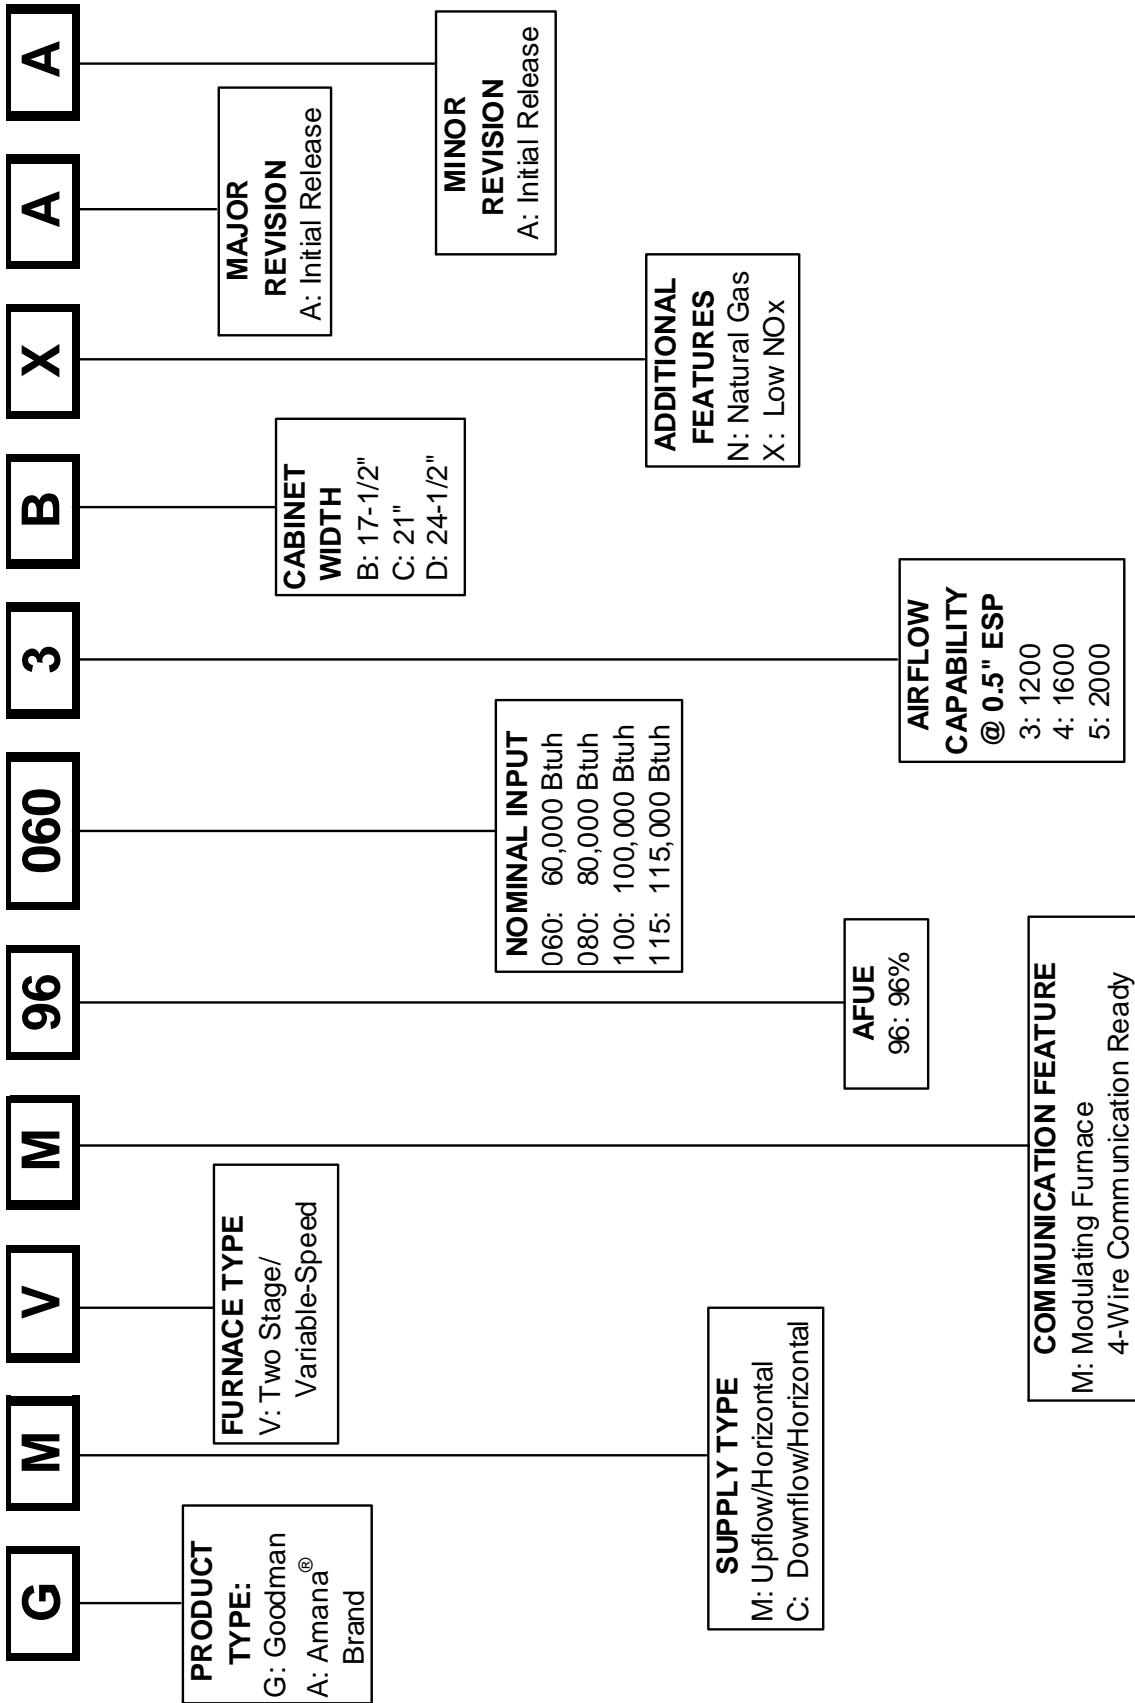 G M V M 96 060 3 B X A A
PRODUCT
TYPE:
G: Goodman
A: Amana®
Brand
SUPPLY TYPE
M: Upflow/Horizontal
C: Downflow/Horizontal
FURNACE TYPE
V: Two Stage/
Variable-Speed
COMMUNICATION FEATURE
M: Modulating Furnace
4-Wire Communication Ready
AFUE
96: 96%
NOMINAL INPUT
060: 60,000 Btuh
080: 80,000 Btuh
100: 100,000 Btuh
115: 115,000 Btuh
AIRFLOW
CAPABILITY
@ 0.5" ESP
3: 1200
4: 1600
5: 2000
CABINET
WIDTH
B: 17-1/2"
C: 21"
D: 24-1/2"
ADDITIONAL
FEATURES
N: Natural Gas
X: Low NOx
MAJOR
REVISION
A: Initial Release
MINOR
REVISION
A: Initial Release